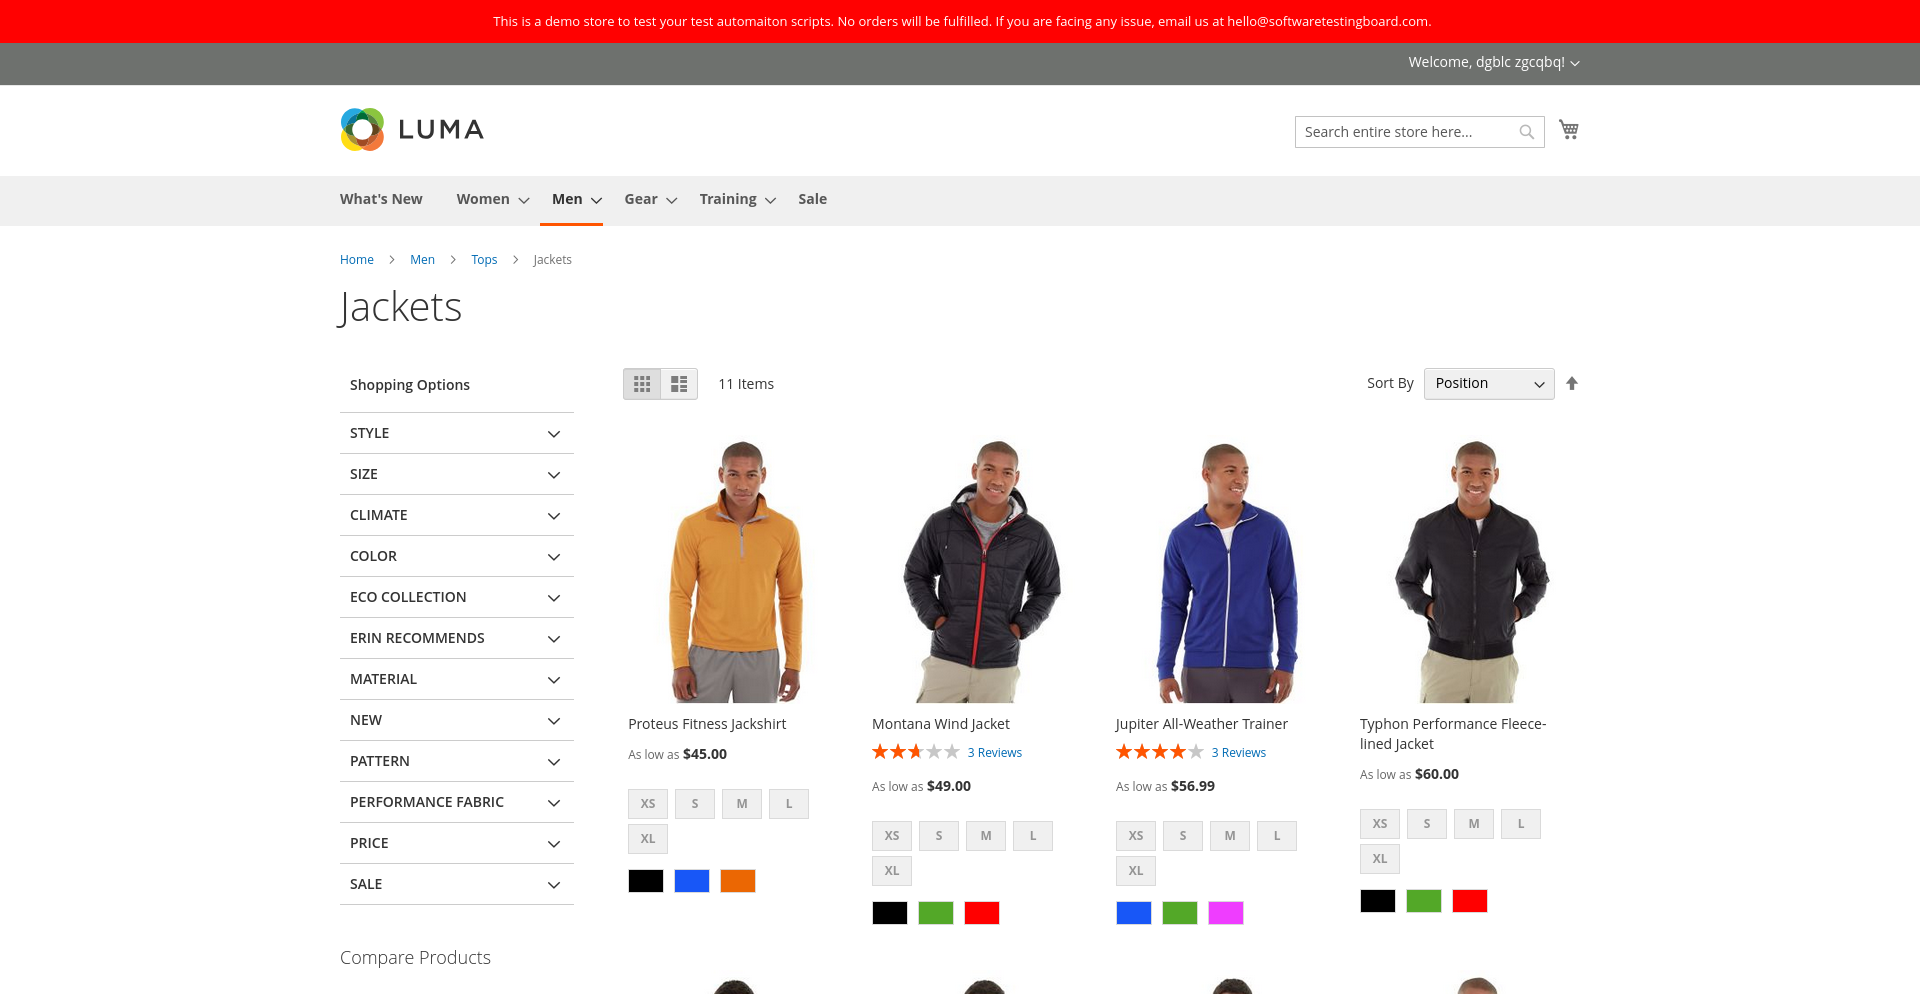 This is a demo store to test your test automaiton scripts. No orders will be fulfilled. If you are facing any issue, email us at hello@softwaretestingboard.com.
Welcome, dgblc zgcqbq!
LUMA
Search entire store here...
What's New Women Men Gear Training Sale
Home Men Tops Jackets
Jackets
Shopping Options
STYLE
SIZE
CLIMATE
COLOR
ECO COLLECTION
ERIN RECOMMENDS
MATERIAL
NEW
PATTERN
PERFORMANCE FABRIC
PRICE
SALE
Compare Products
11 Items
Sort By Position
Proteus Fitness Jackshirt
As low as $45.00
XS S M L
XL
Montana Wind Jacket
3 Reviews
As low as $49.00
XS S M L
XL
Jupiter All-Weather Trainer
3 Reviews
As low as $56.99
XS S M L
XL
Typhon Performance Fleece-
lined Jacket
As low as $60.00
XS S M L
XL